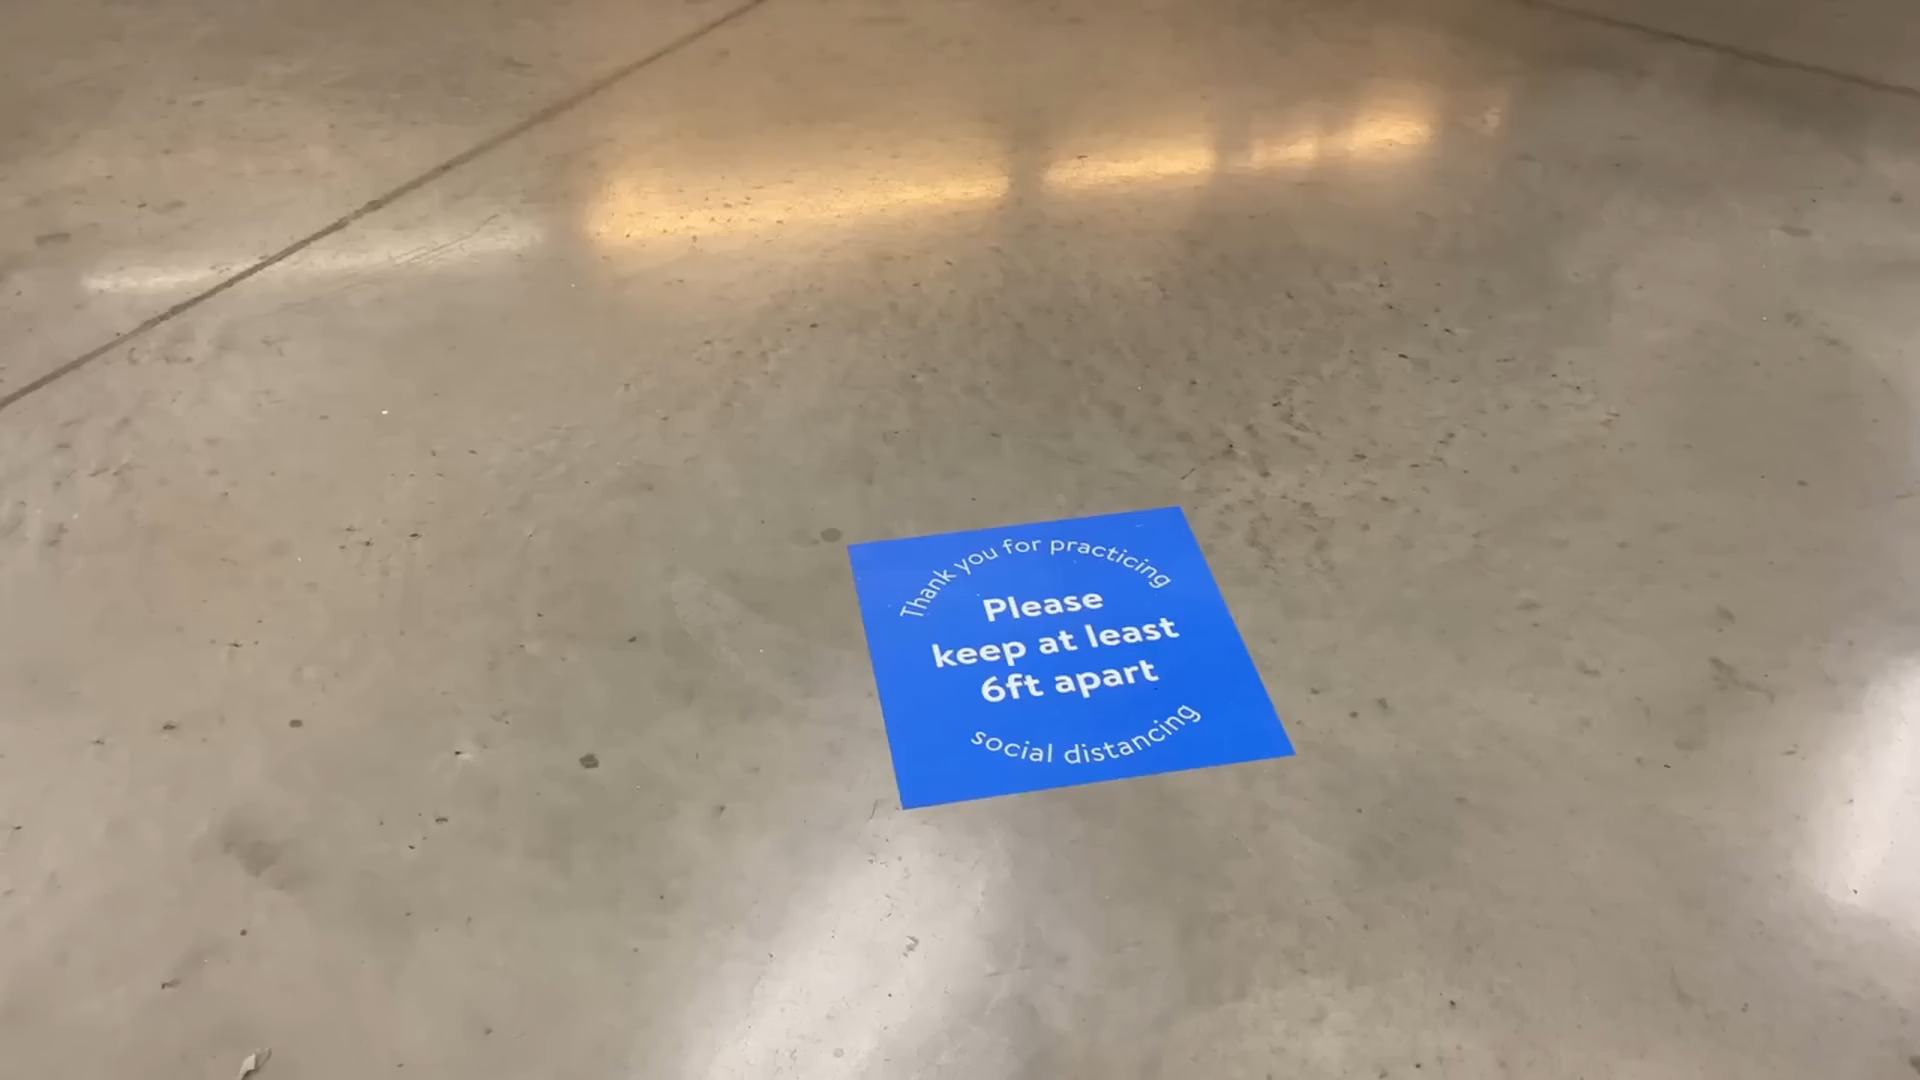 Thank you for practicing
Please
keep at least
6ft apart
social distancing